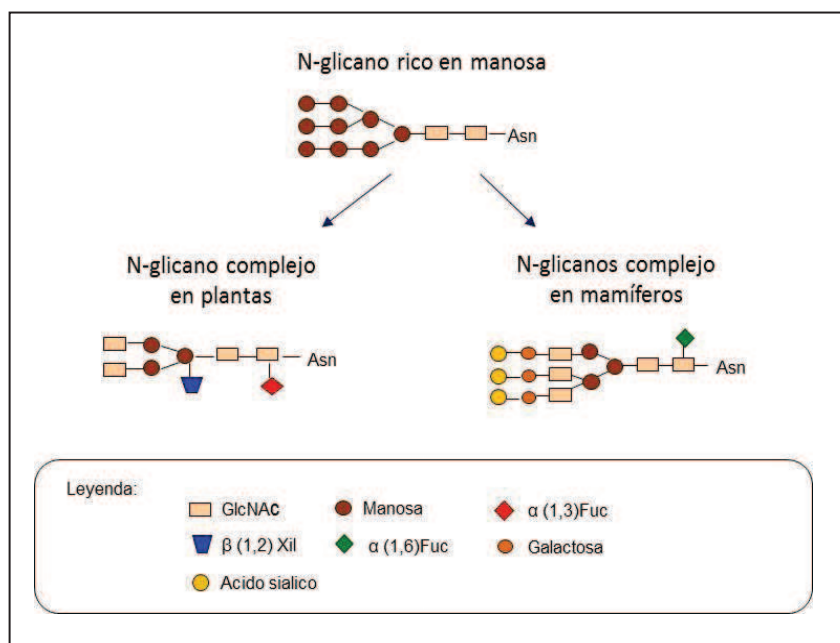 N-glicano rico en manosa
Asn
N-glicano complejo
en plantas
N-glicanos complejo
en mamíferos
Asn
Asn
Leyenda:
GlcNAc
Manosa
α (1,3)Fuc
β (1,2) Xil
α (1,6)Fuc
Galactosa
Acido sialico